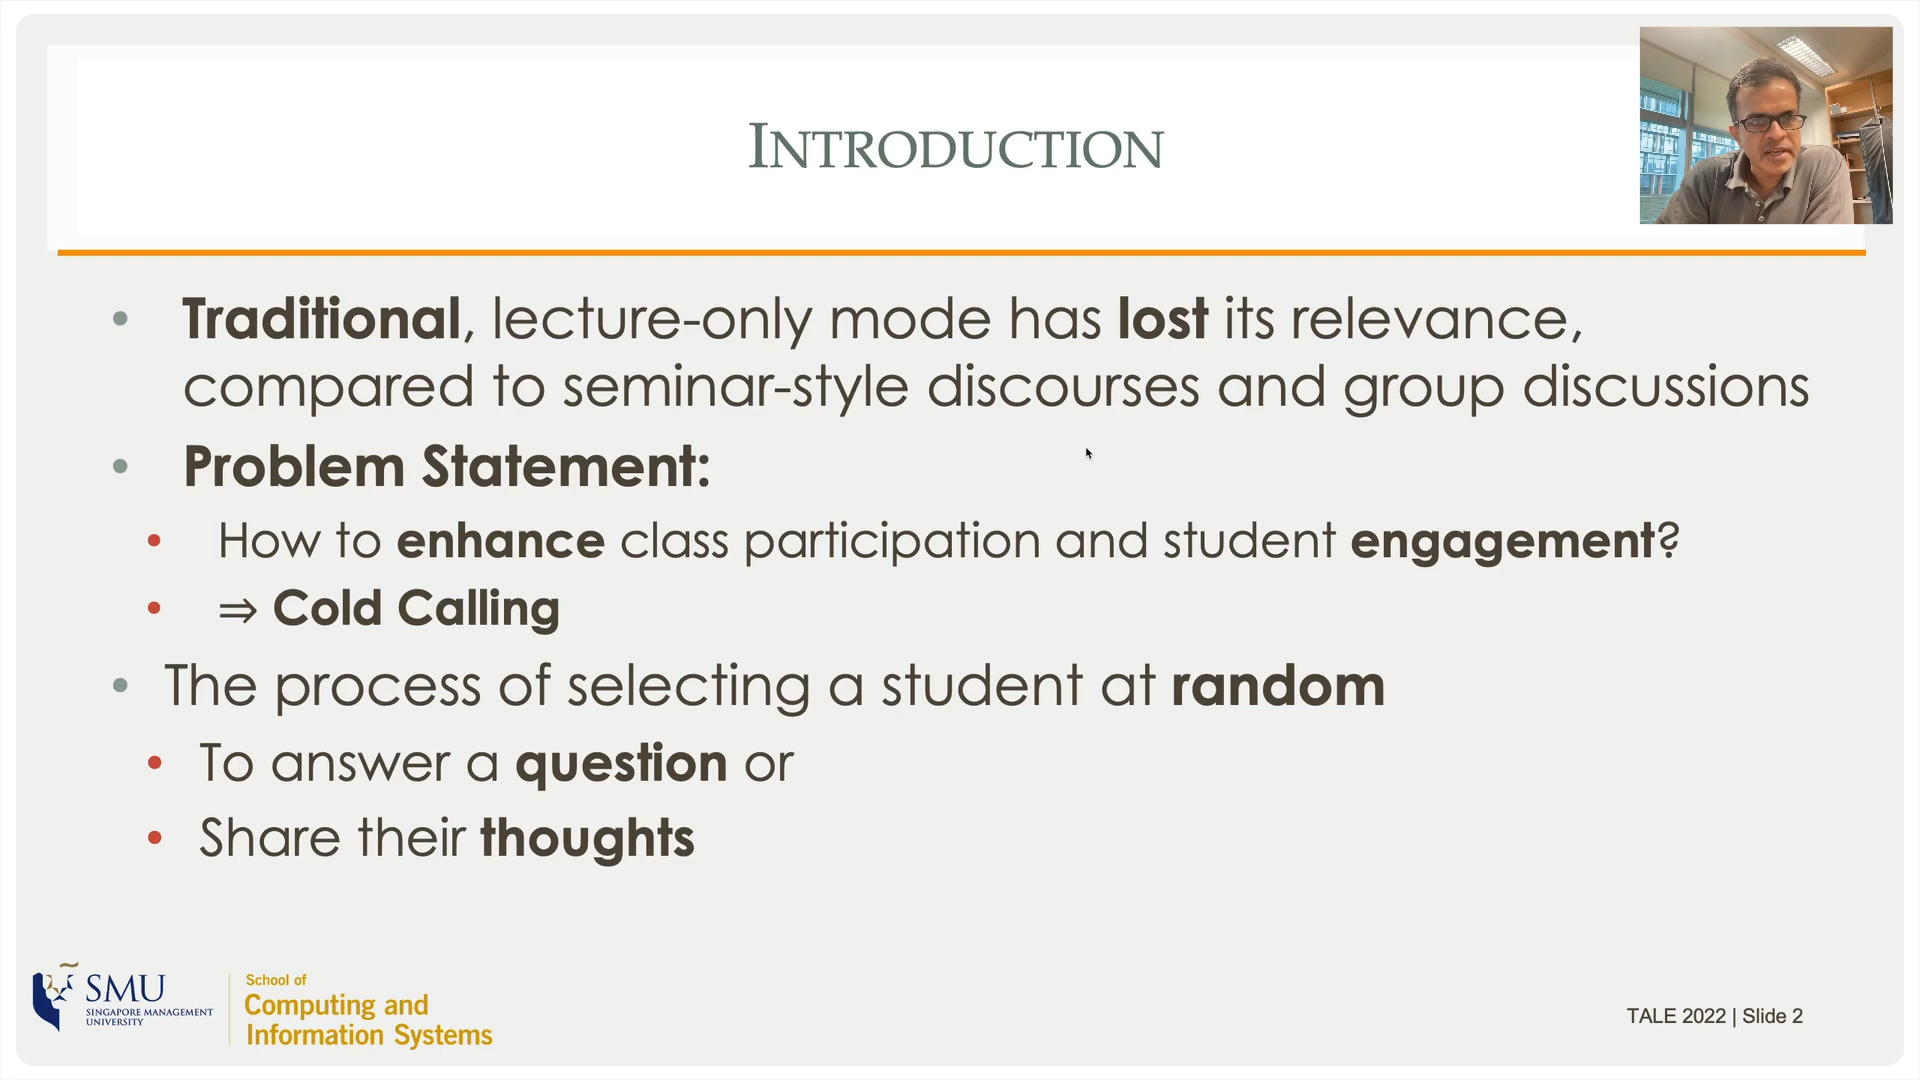 INTRODUCTION
• Traditional, lecture-only mode has lost its relevance,
compared to seminar-style discourses and group discussions
• Problem Statement:
• How to enhance class participation and student engagement?
• ⇒ Cold Calling
• The process of selecting a student at random
• To answer a question or
• Share their thoughts
SMU
SINGAPORE MANAGEMENT
UNIVERSITY
School of
Computing and
Information Systems
TALE 2022 | Slide 2